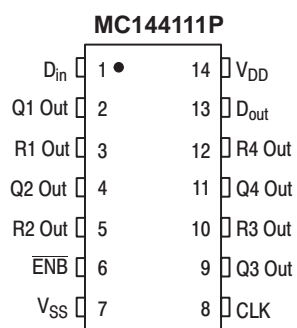 MC144111P
Din 1 14 VDD
Q1 Out 2 13 Dout
R1 Out 3 12 R4 Out
Q2 Out 4 11 Q4 Out
R2 Out 5 10 R3 Out
E̅N̅B̅ 6 9 Q3 Out
VSS 7 8 CLK